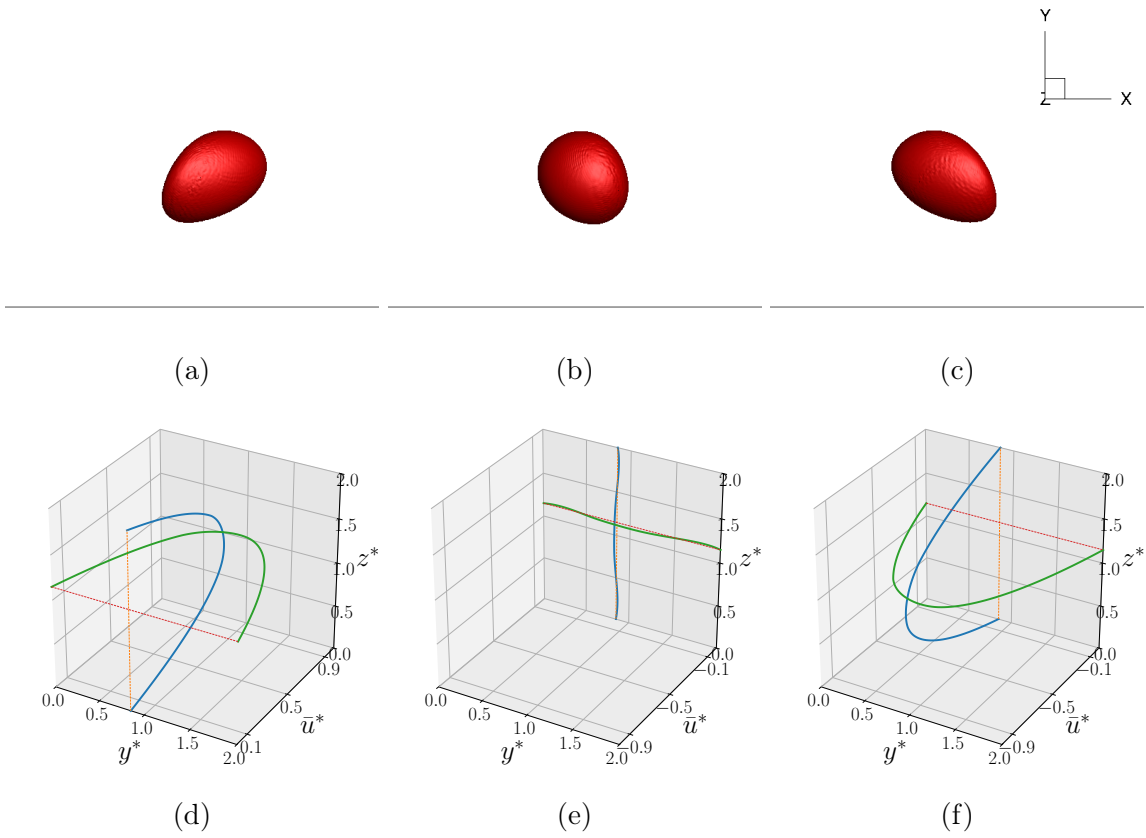 Y
Z
X
(a) (b) (c)
2.0 2.0 2.0
1.5 1.5 1.5
z* z* z*
1.0 1.0 1.0
0.5 0.5 0.5
0.0 −0.0 −0.0
0.9 −0.1 −0.1
0.0 0.0 0.0
0.5 0.5 −0.5 0.5 −0.5
0.5 ū* 1.0 ū* 1.0 ū*
1.0 1.5 1.5 1.5
y* y* y*
2.0 0.1 2.0 −0.9 2.0 −0.9
(d) (e) (f)